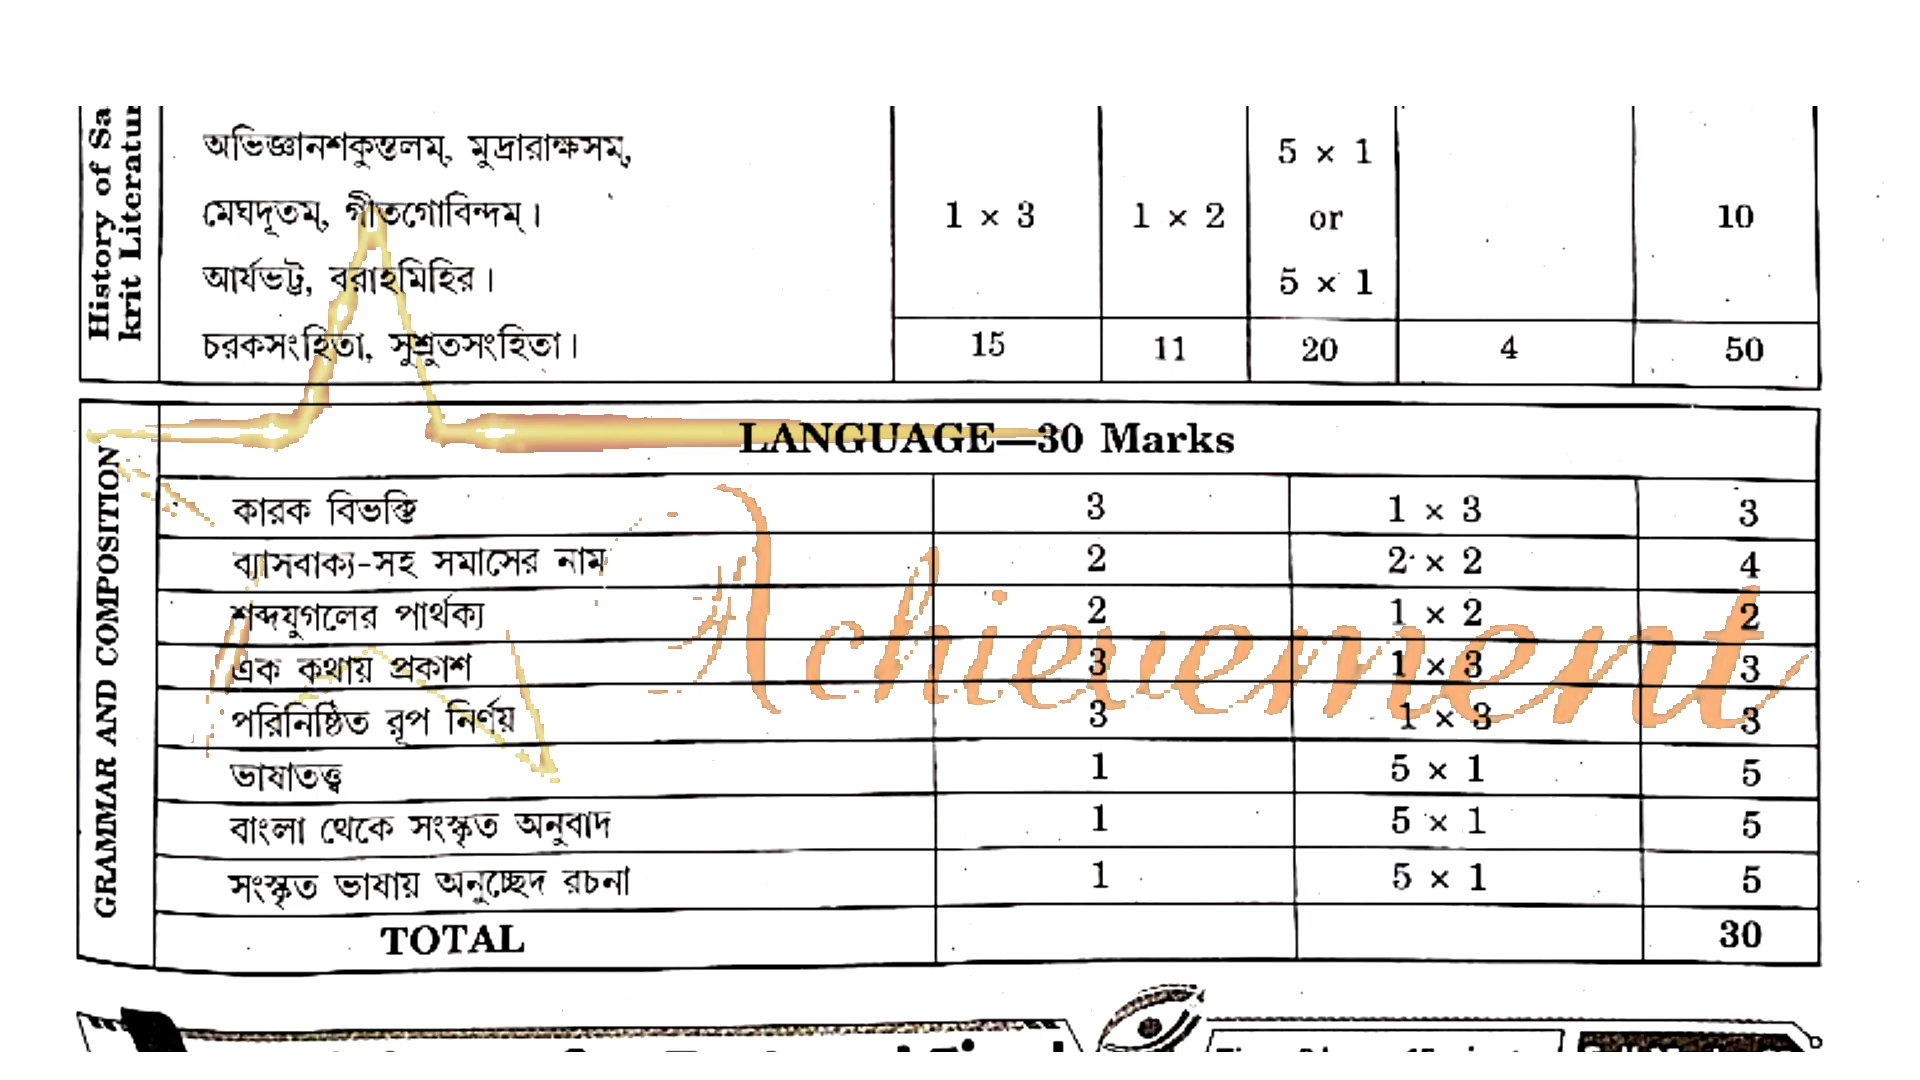 History of Sa
krit Literatur
অভিজ্ঞানশকুন্তলম্, মুদ্রারাক্ষসম্,
মেঘদূতম্, গীতগোবিন্দম্।
আর্যভট্ট, বরাহমিহির।
চরকসংহিতা, সুশ্রুতসংহিতা।
1 × 3 1 × 2 5 × 1 or 5 × 1 10
15 11 20 4 50
GRAMMAR AND COMPOSITION
LANGUAGE—30 Marks
কারক বিভক্তি 3 1 × 3 3
ব্যাসবাক্য-সহ সমাসের নাম 2 2 × 2 4
শব্দযুগলের পার্থক্য 2 1 × 2 2
এক কথায় প্রকাশ 3 1 × 3 3
পরিনিষ্ঠিত রূপ নির্ণয় 3 1 × 3 3
ভাষাতত্ত্ব 1 5 × 1 5
বাংলা থেকে সংস্কৃত অনুবাদ 1 5 × 1 5
সংস্কৃত ভাষায় অনুচ্ছেদ রচনা 1 5 × 1 5
TOTAL 30
Achievement